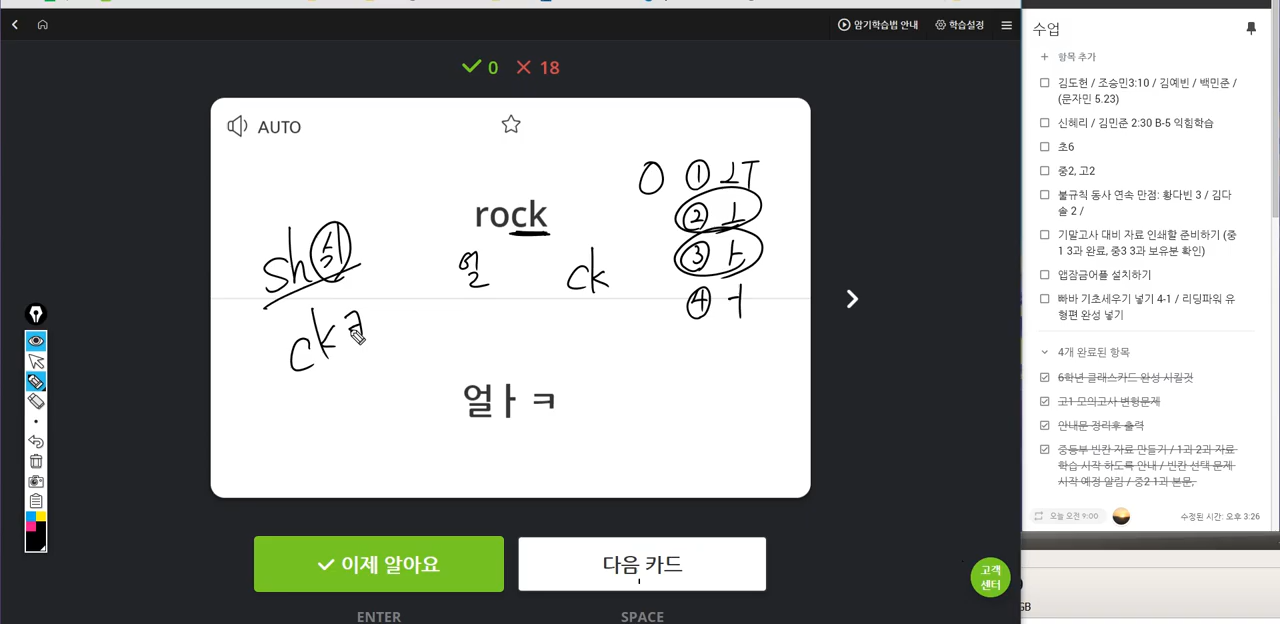 암기학습법 안내 학습설정
0 18
AUTO
rock
얼ㅏㅋ
sh 쉬
ck ㅋ
얼 ck
O ① ㅗㅜ
② ㅗ
③ ㅏ
④ ㅓ
이제 알아요
다음 카드
ENTER SPACE
고객
센터
수업
항목 추가
김도헌 / 조승민3:10 / 김예빈 / 백민준 /
(문자민 5.23)
신혜리 / 김민준 2:30 B-5 익힘학습
초6
중2, 고2
불규칙 동사 연속 만점: 황다빈 3 / 김다
솔 2 /
기말고사 대비 자료 인쇄할 준비하기 (중
1 3과 완료, 중3 3과 보유분 확인)
앱잠금어플 설치하기
빠바 기초세우기 넣기 4-1 / 리딩파워 유
형편 완성 넣기
4개 완료된 항목
6학년 클래스카드 완성 시킬것
고1 모의고사 변형문제
안내문 정리후 출력
중등부 빈칸 자료 만들기 / 1과 2과 자료
학습 시작 하도록 안내 / 빈칸 선택 문제
시작 예정 알림 / 중2 1과 본문,
오늘 오전 9:00
수정된 시간: 오후 3:26
GB